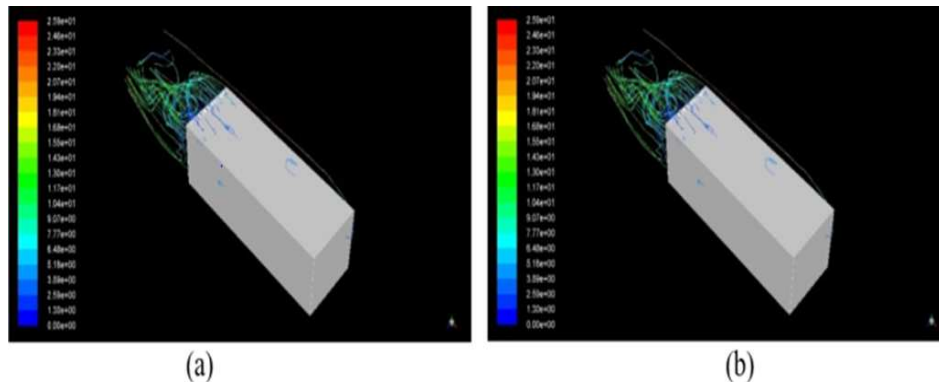 2.59e+01
2.46e+01
2.33e+01
2.20e+01
2.07e+01
1.94e+01
1.81e+01
1.68e+01
1.55e+01
1.43e+01
1.30e+01
1.17e+01
1.04e+01
9.07e+00
7.77e+00
6.48e+00
5.18e+00
3.89e+00
2.59e+00
1.30e+00
0.00e+00
(a)
2.59e+01
2.46e+01
2.33e+01
2.20e+01
2.07e+01
1.94e+01
1.81e+01
1.68e+01
1.55e+01
1.43e+01
1.30e+01
1.17e+01
1.04e+01
9.07e+00
7.77e+00
6.48e+00
5.18e+00
3.89e+00
2.59e+00
1.30e+00
0.00e+00
(b)